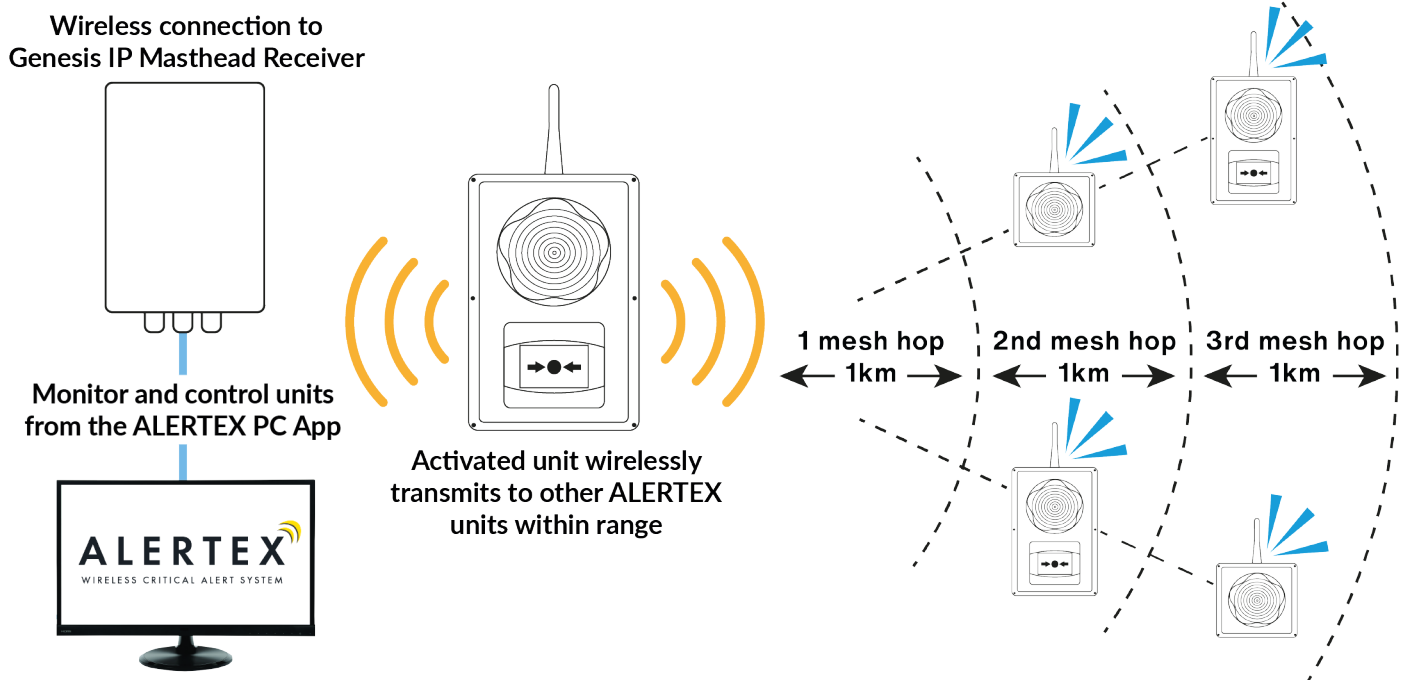 Wireless connection to
Genesis IP Masthead Receiver
Monitor and control units
from the ALERTEX PC App
ALERTEX
WIRELESS CRITICAL ALERT SYSTEM
Activated unit wirelessly
transmits to other ALERTEX
units within range
1 mesh hop
1km
2nd mesh hop
1km
3rd mesh hop
1km